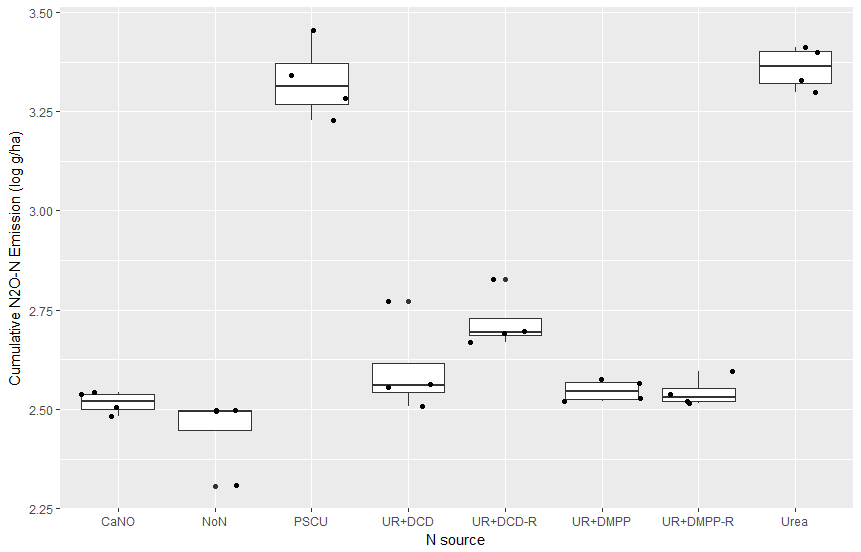 Cumulative N2O-N Emission (log g/ha)
3.50
3.25
3.00
2.75
2.50
2.25
CaNO NoN PSCU UR+DCD UR+DCD-R UR+DMPP UR+DMPP-R Urea
N source